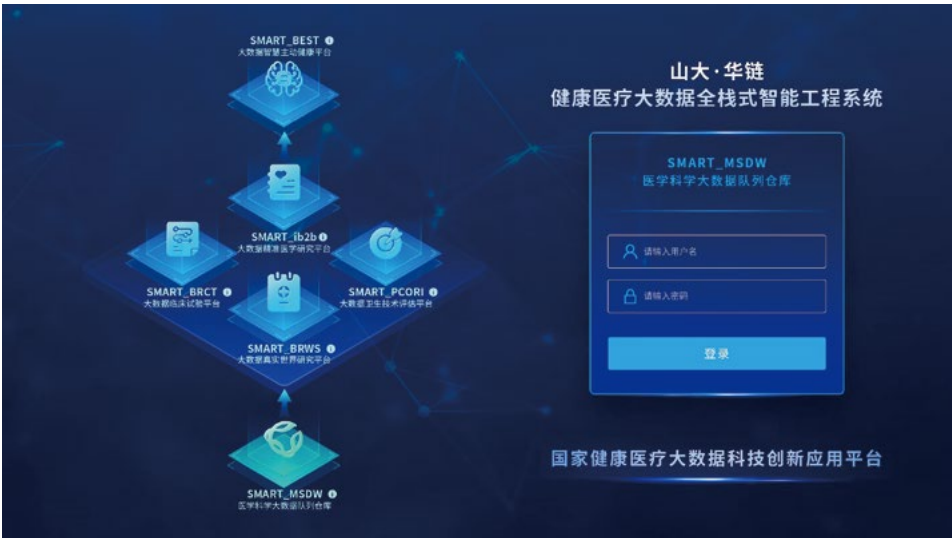 SMART_BEST
大数据智慧主动健康平台
SMART_ib2b
大数据精准医学研究平台
SMART_BRCT
大数据临床试验平台
SMART_PCORI
大数据卫生技术评估平台
SMART_BRWS
大数据真实世界研究平台
SMART_MSDW
医学科学大数据队列仓库
山大·华链
健康医疗大数据全栈式智能工程系统
SMART_MSDW
医学科学大数据队列仓库
请输入用户名
请输入密码
登录
国家健康医疗大数据科技创新应用平台